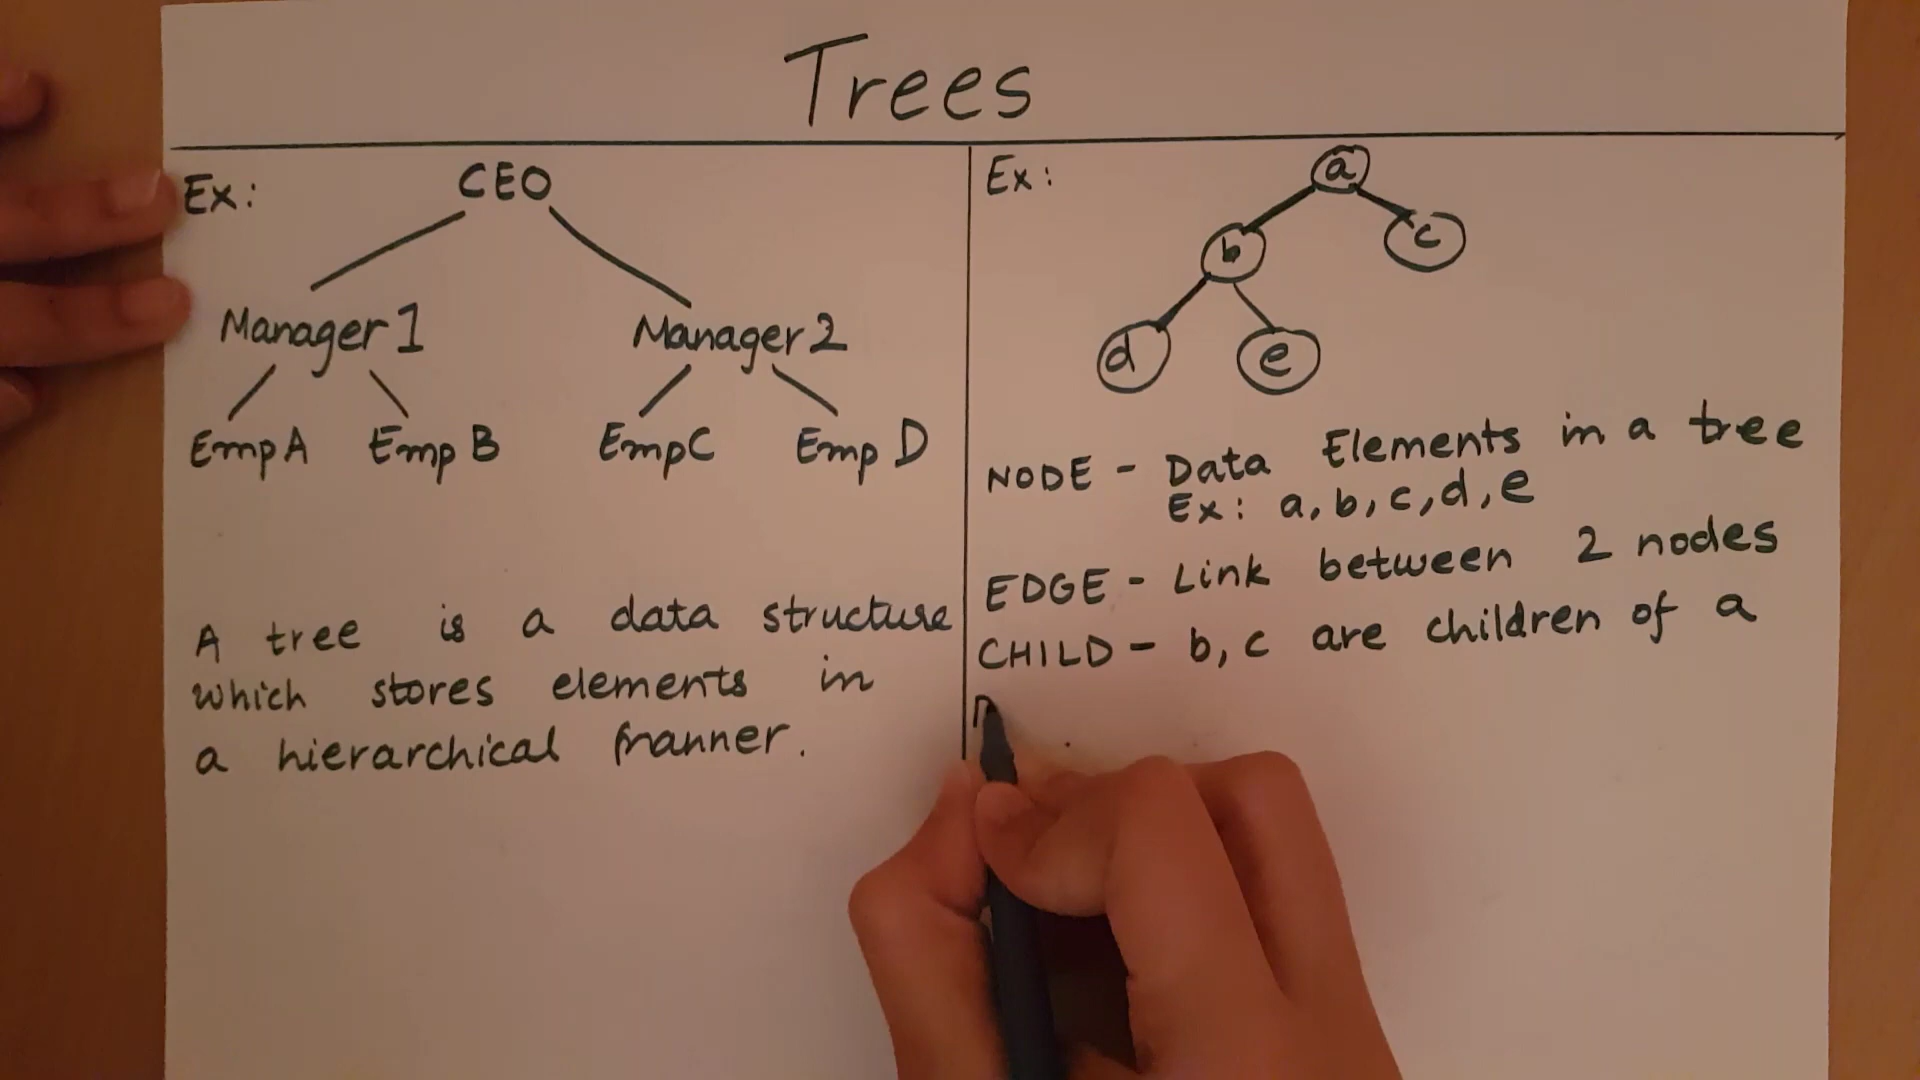 Trees
Ex:
CEO
Manager 1
Manager 2
Emp A
Emp B
Emp C
Emp D
A tree is a data structure
which stores elements in
a hierarchical manner.
Ex:
a
b
c
d
e
NODE - Data Elements in a tree
Ex: a, b, c, d, e
EDGE - Link between 2 nodes
CHILD - b, c are children of a